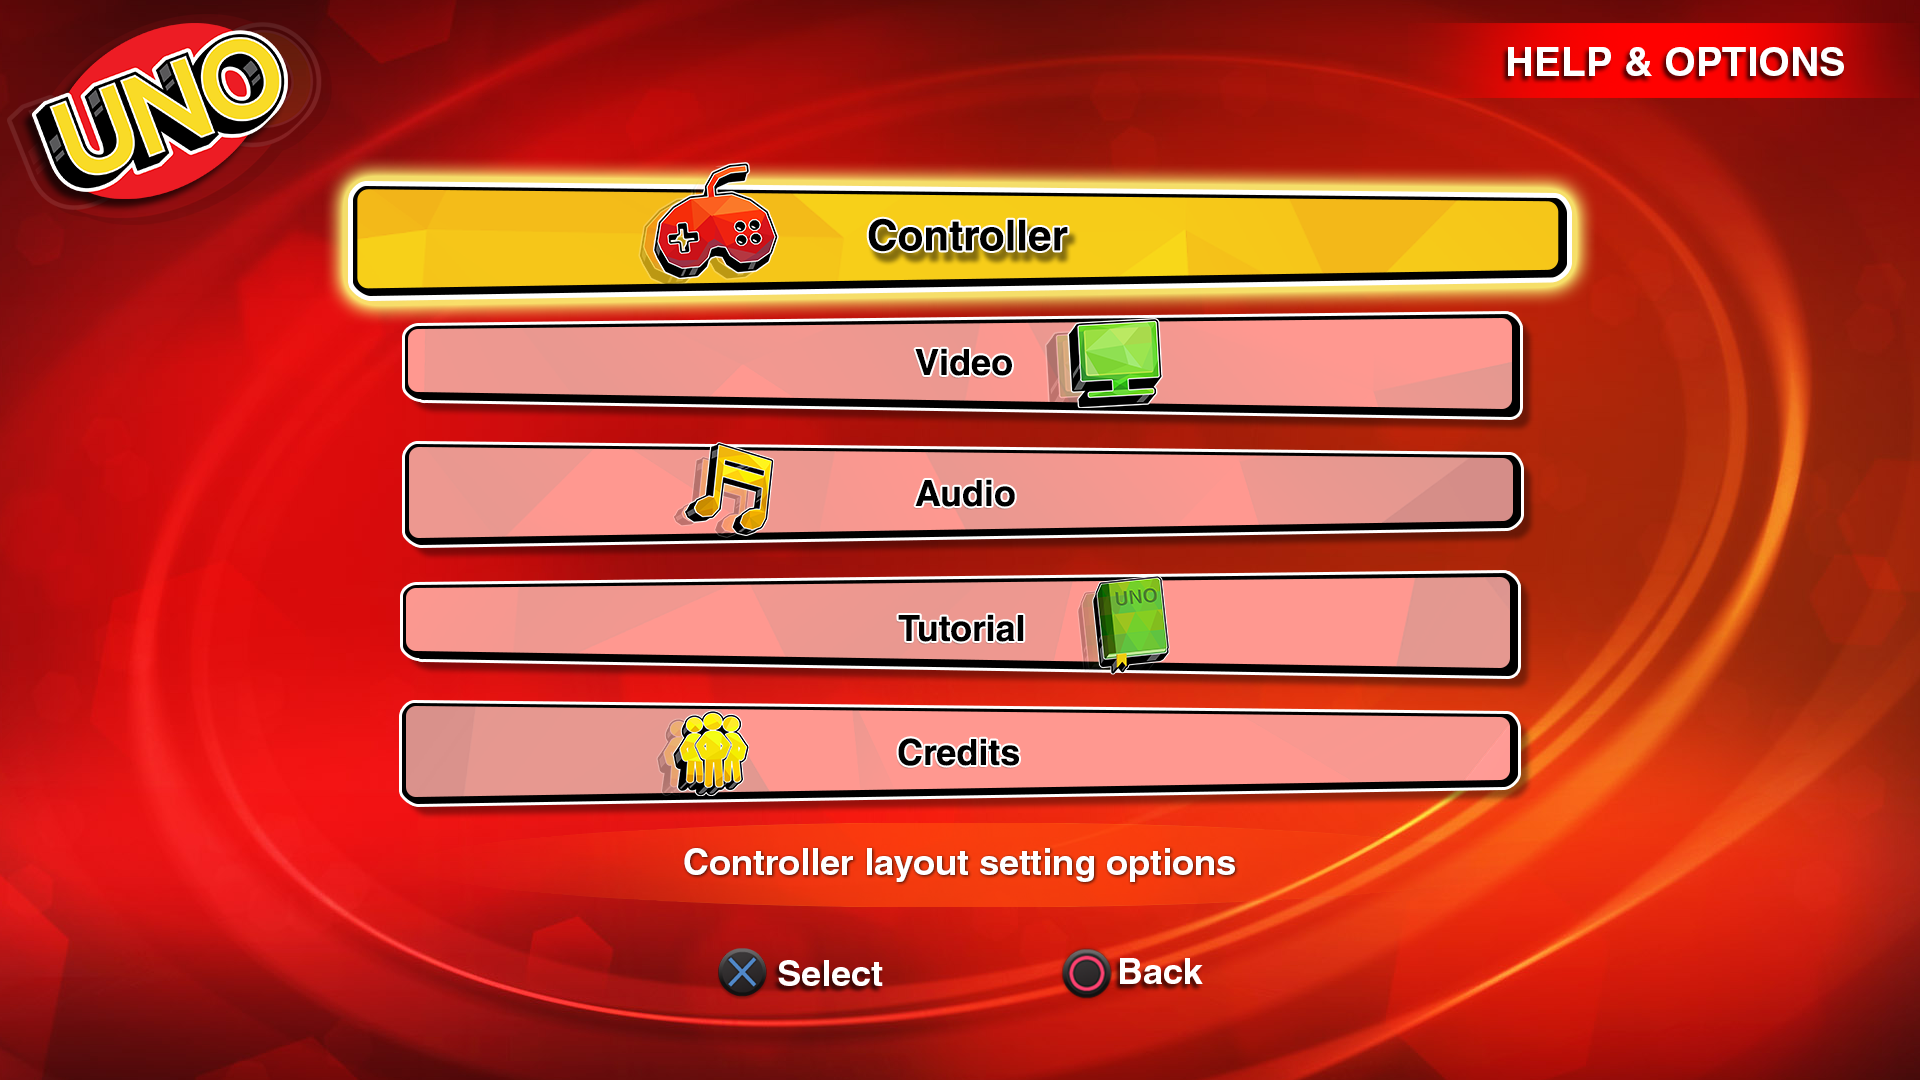 UNO
HELP & OPTIONS
Controller
Video
Audio
UNO
Tutorial
Credits
Controller layout setting options
Select
Back